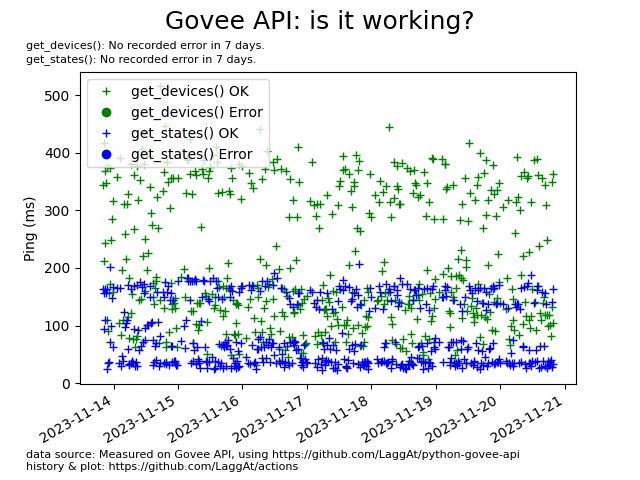 Govee API: is it working?
get_devices(): No recorded error in 7 days.
get_states(): No recorded error in 7 days.
get_devices() OK
get_devices() Error
get_states() OK
get_states() Error
500
400
300
200
100
0
Ping (ms)
2023-11-14
2023-11-15
2023-11-16
2023-11-17
2023-11-18
2023-11-19
2023-11-20
2023-11-21
data source: Measured on Govee API, using https://github.com/LaggAt/python-govee-api
history & plot: https://github.com/LaggAt/actions